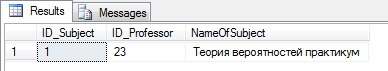 Results Messages
ID_Subject ID_Professor NameOfSubject
1 1 23 Теория вероятностей практикум